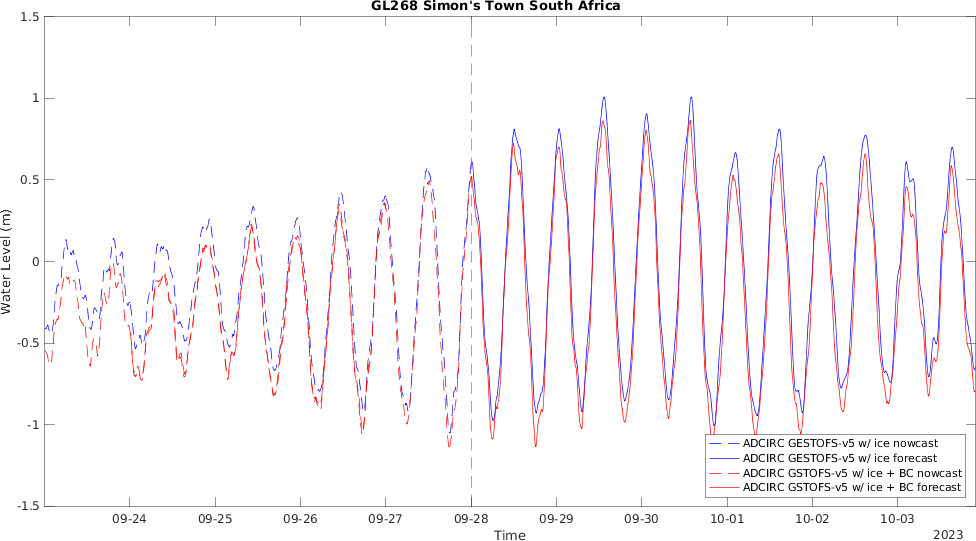 GL268 Simon's Town South Africa
1.5
1
0.5
0
-0.5
-1
-1.5
Water Level (m)
09-24 09-25 09-26 09-27 09-28 09-29 09-30 10-01 10-02 10-03
Time
2023
ADCIRC GESTOFS-v5 w/ ice nowcast
ADCIRC GESTOFS-v5 w/ ice forecast
ADCIRC GSTOFS-v5 w/ ice + BC nowcast
ADCIRC GSTOFS-v5 w/ ice + BC forecast